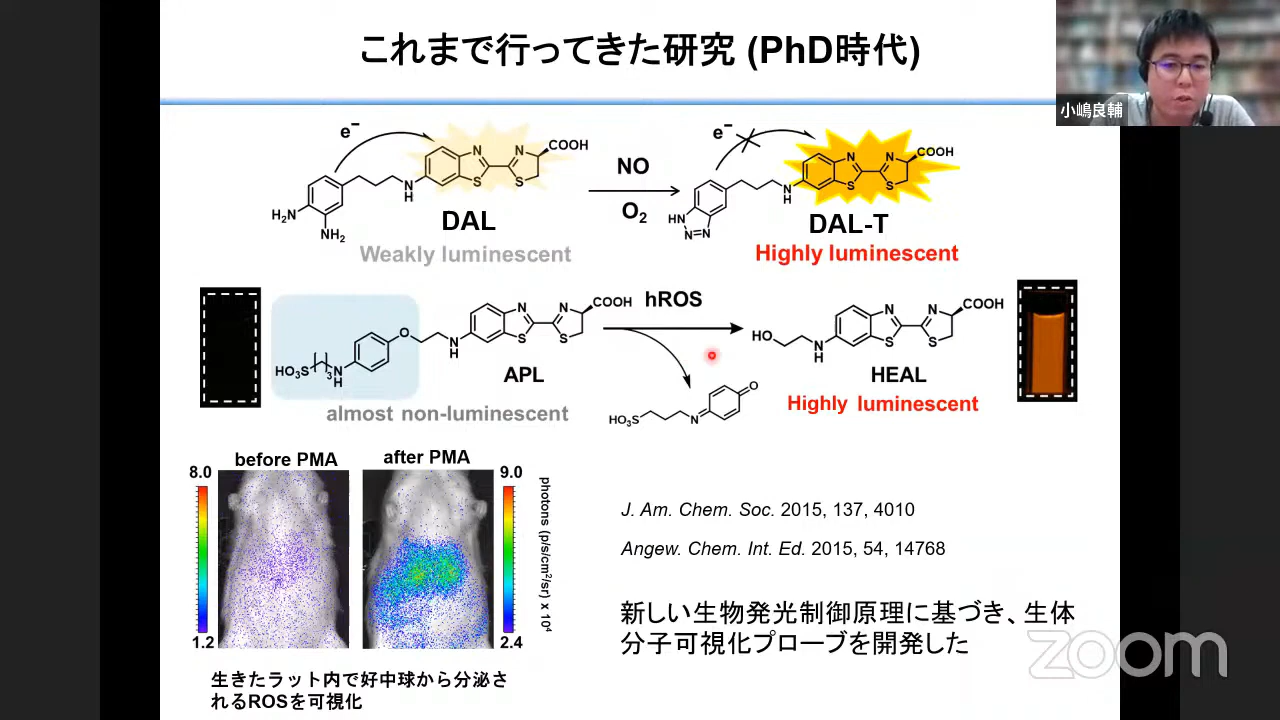 これまで行ってきた研究 (PhD時代)
小嶋良輔
e⁻
N
N
COOH
S
S
N
H
H₂N
NH₂
DAL
Weakly luminescent
NO
O₂
e⁻
N
N
COOH
S
S
N
H
HN
N=N
DAL-T
Highly luminescent
HO₃S
3
N
H
O
N
H
N
N
S
S
COOH
APL
almost non-luminescent
hROS
HO₃S
N
O
HO
N
H
N
N
S
S
COOH
HEAL
Highly luminescent
before PMA
after PMA
8.0
1.2
9.0
2.4
photons (p/s/cm²/sr) x 10⁴
生きたラット内で好中球から分泌さ
れるROSを可視化
J. Am. Chem. Soc. 2015, 137, 4010
Angew. Chem. Int. Ed. 2015, 54, 14768
新しい生物発光制御原理に基づき、生体
分子可視化プローブを開発した
zoom